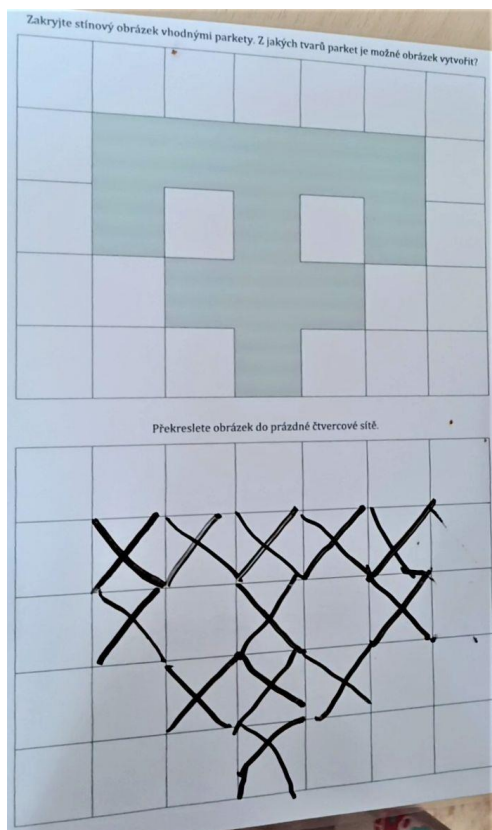 Zakryjte stínový obrázek vhodnými parkety. Z jakých tvarů parket je možné obrázek vytvořit?
Překreslete obrázek do prázdné čtvercové sítě.